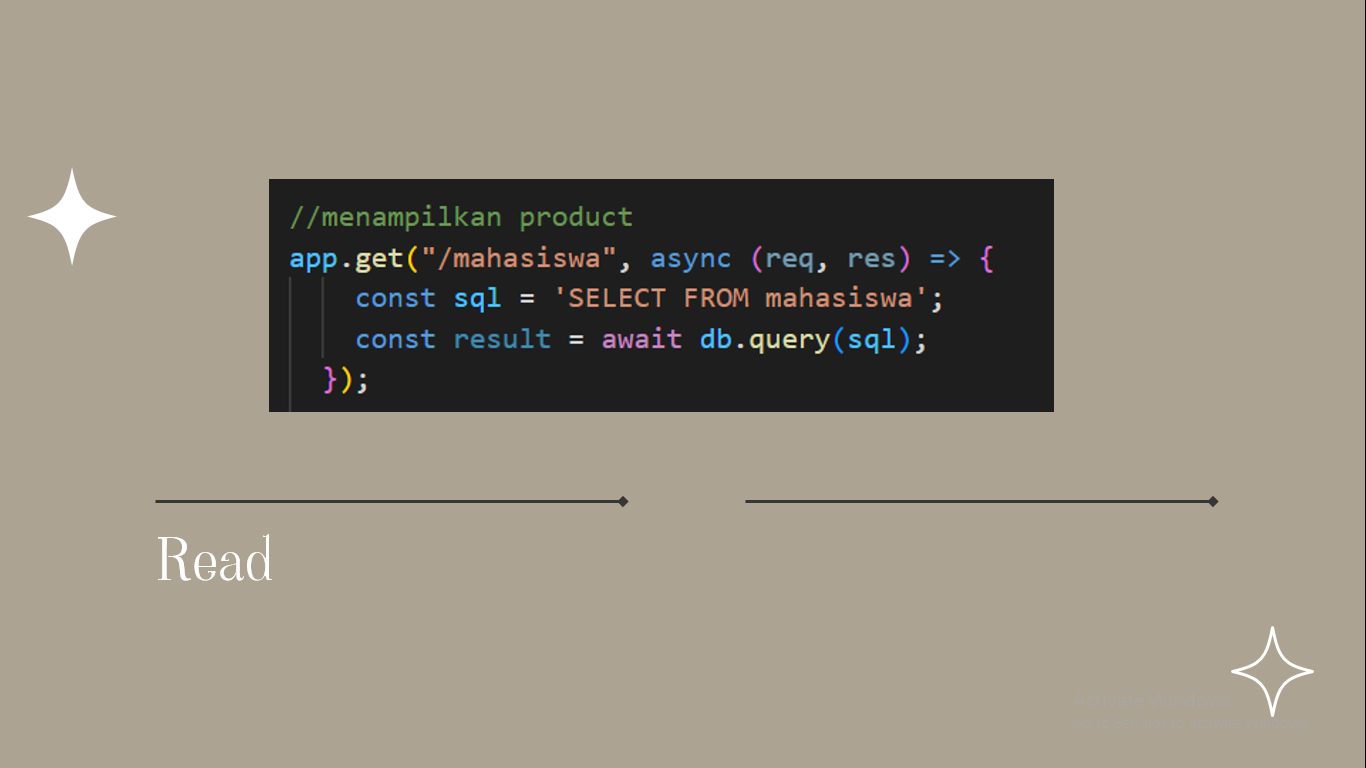 //menampilkan product
app.get("/mahasiswa", async (req, res) => {
const sql = 'SELECT FROM mahasiswa';
const result = await db.query(sql);
});
Read